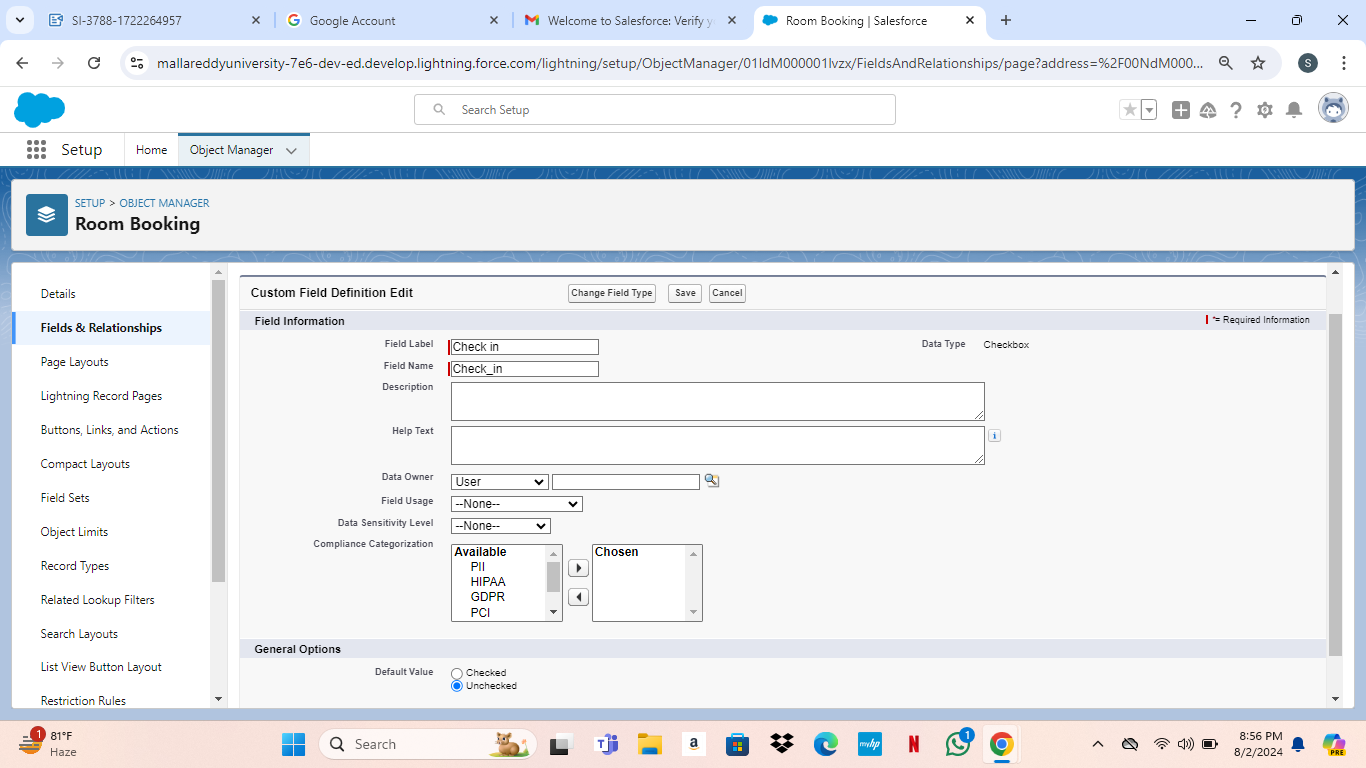 SI-3788-1722264957
Google Account
Welcome to Salesforce: Verify y
Room Booking | Salesforce
mallareddyuniversity-7e6-dev-ed.develop.lightning.force.com/lightning/setup/ObjectManager/01IdM000001lvzx/FieldsAndRelationships/page?address=%2F00NdM000...
S
Search Setup
Setup
Home
Object Manager
SETUP > OBJECT MANAGER
Room Booking
Details
Fields & Relationships
Page Layouts
Lightning Record Pages
Buttons, Links, and Actions
Compact Layouts
Field Sets
Object Limits
Record Types
Related Lookup Filters
Search Layouts
List View Button Layout
Restriction Rules
Custom Field Definition Edit
Change Field Type
Save
Cancel
Field Information
*= Required Information
Field Label Check in
Data Type Checkbox
Field Name Check_in
Description
Help Text
i
Data Owner User
Field Usage --None--
Data Sensitivity Level --None--
Compliance Categorization
Available
PII
HIPAA
GDPR
PCI
Chosen
General Options
Default Value
Checked
Unchecked
1
81°F
Haze
Search
a
myhp
N
1
8:56 PM
8/2/2024
PRE